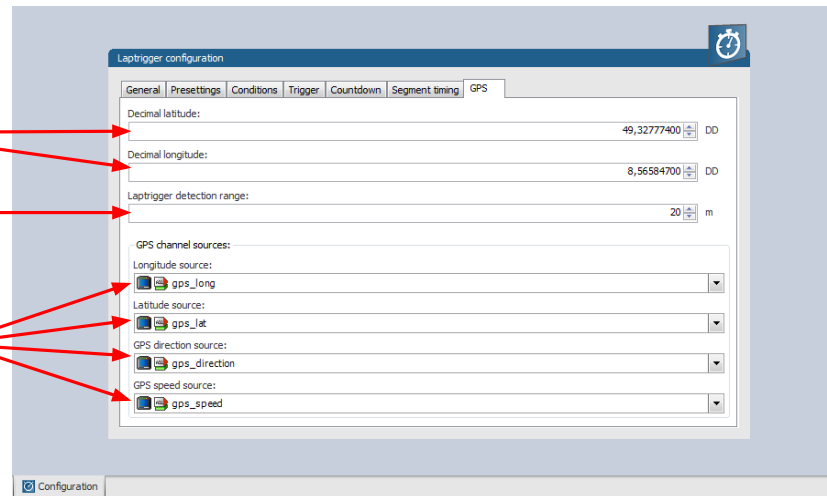 Laptrigger configuration
General Presettings Conditions Trigger Countdown Segment timing GPS
Decimal latitude:
49,32777400 DD
Decimal longitude:
8,56584700 DD
Laptrigger detection range:
20 m
GPS channel sources:
Longitude source:
gps_long
Latitude source:
gps_lat
GPS direction source:
gps_direction
GPS speed source:
gps_speed
Configuration